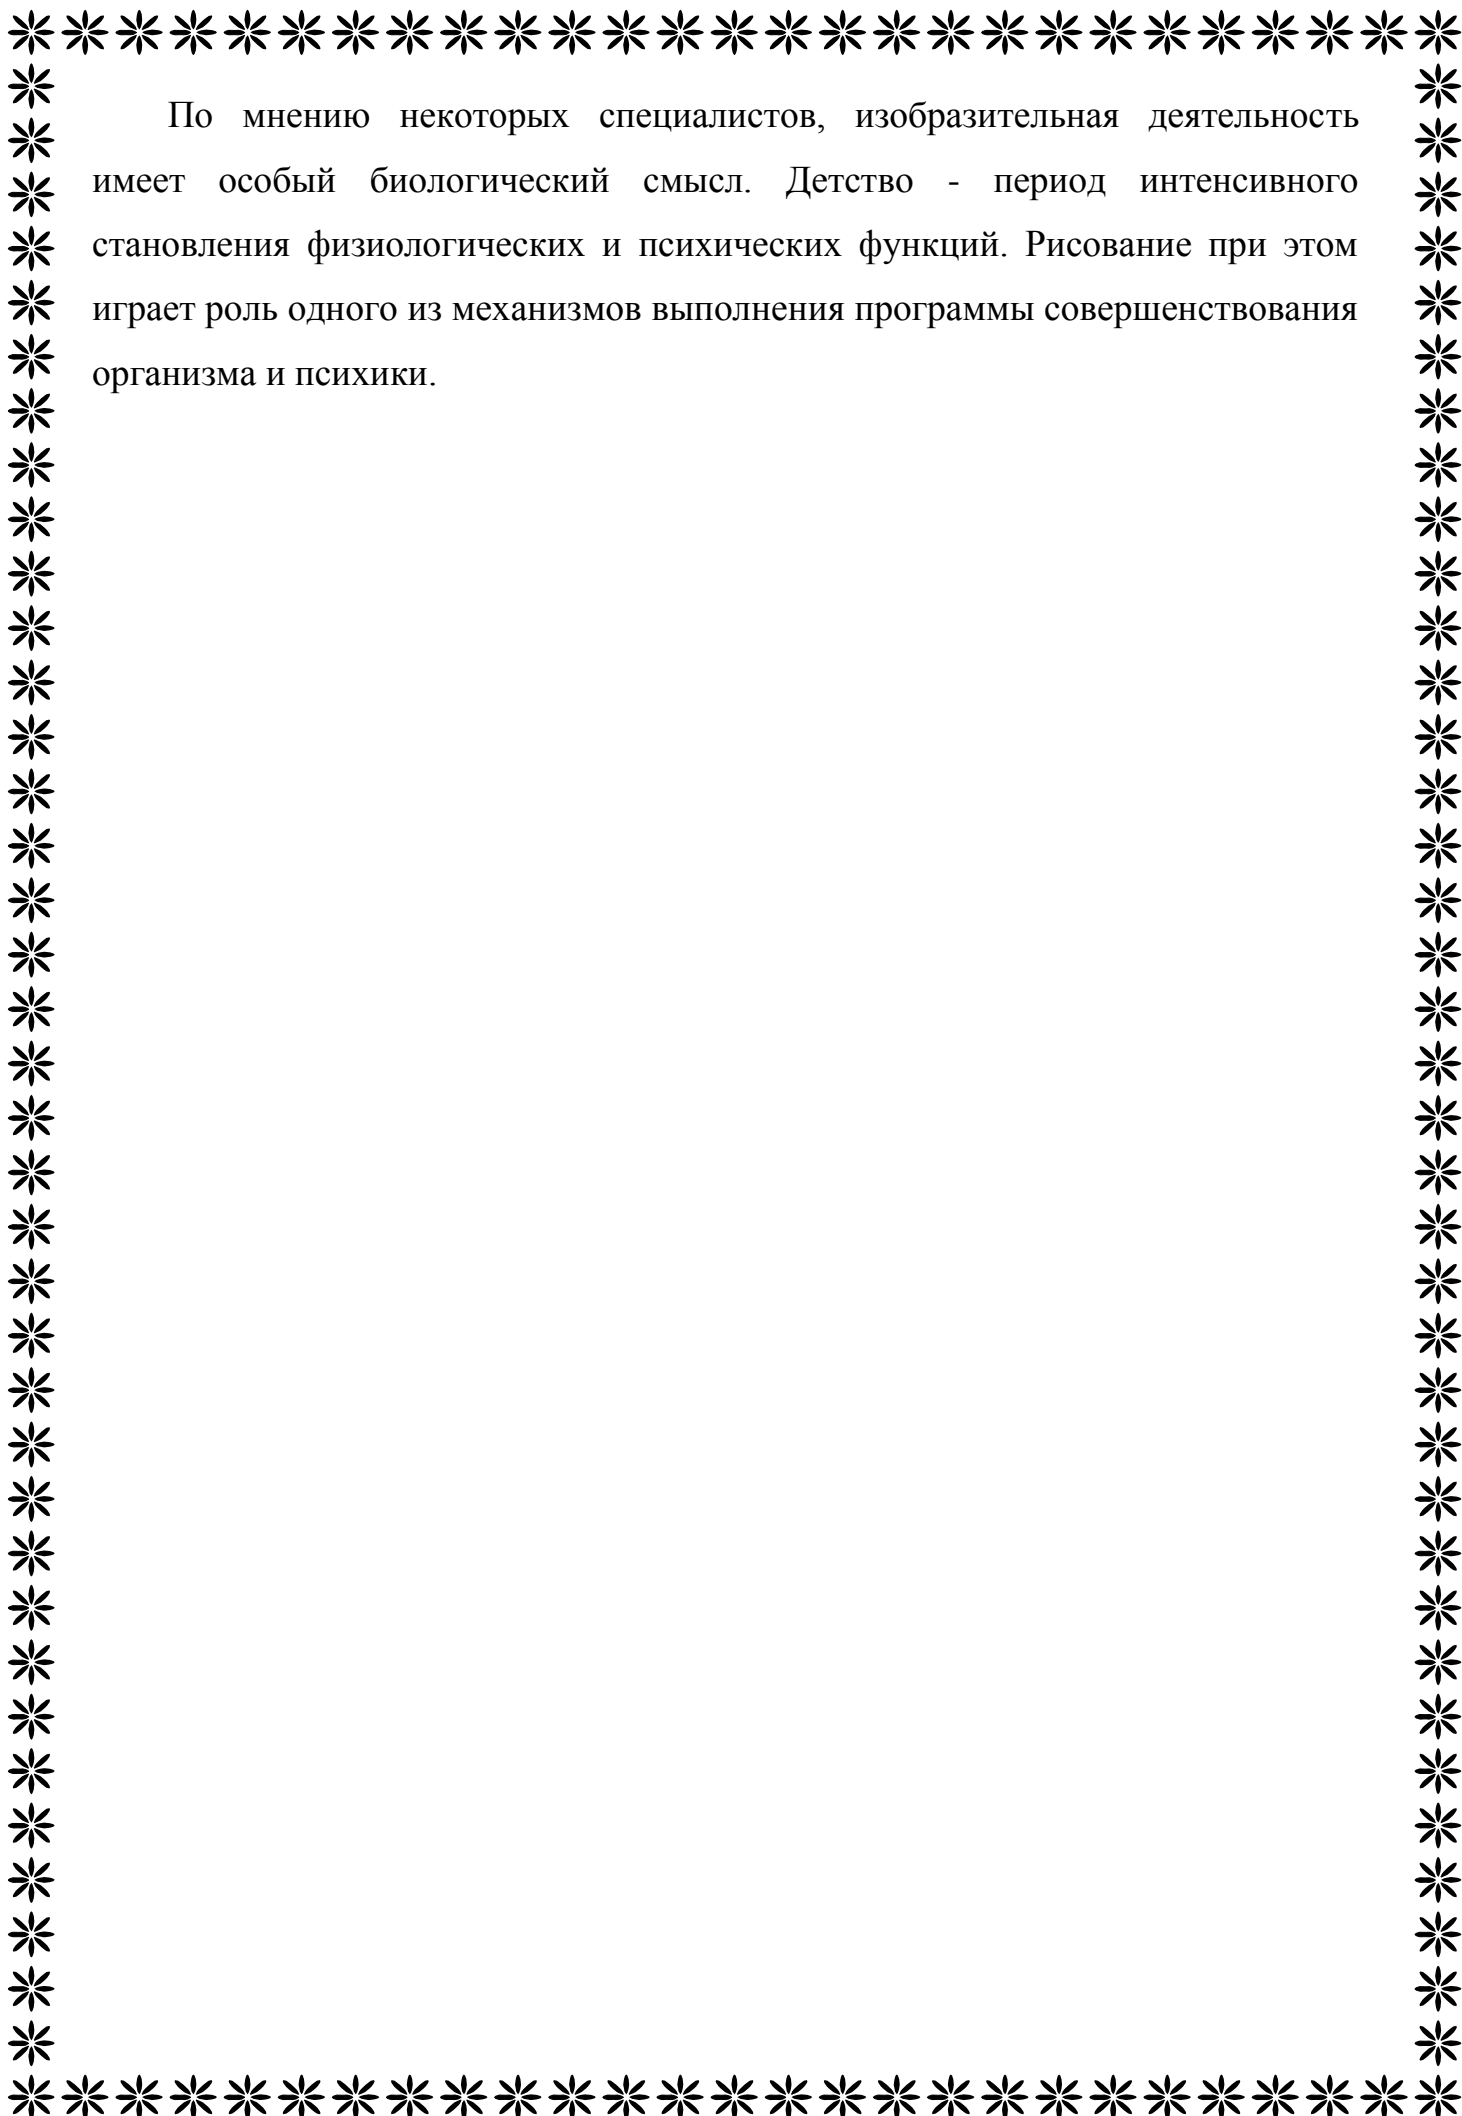 По мнению некоторых специалистов, изобразительная деятельность
имеет особый биологический смысл. Детство - период интенсивного
становления физиологических и психических функций. Рисование при этом
играет роль одного из механизмов выполнения программы совершенствования
организма и психики.